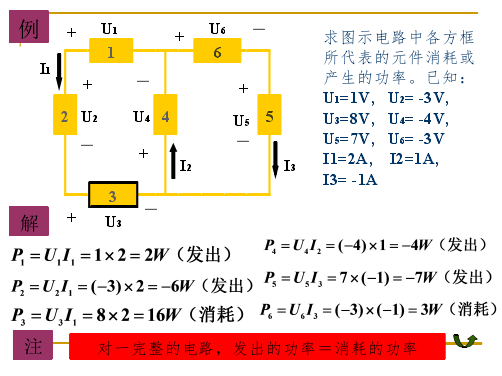 例
+ U₁ − + U₆ −
1 6
I₁
+ − +
2 U₂ U₄ 4 U₅ 5
− + −
I₂ I₃
3
+ U₃ −
求图示电路中各方框
所代表的元件消耗或
产生的功率。已知:
U₁=1V, U₂= -3V,
U₃=8V, U₄= -4V,
U₅=7V, U₆= -3V
I1=2A, I2=1A,
I3= -1A
解
P₁ = U₁I₁ = 1×2 = 2W(发出)
P₂ = U₂I₁ = (−3)×2 = −6W(发出)
P₃ = U₃I₁ = 8×2 = 16W(消耗)
P₄ = U₄I₂ = (−4)×1 = −4W(发出)
P₅ = U₅I₃ = 7×(−1) = −7W(发出)
P₆ = U₆I₃ = (−3)×(−1) = 3W(消耗)
注
对一完整的电路，发出的功率＝消耗的功率